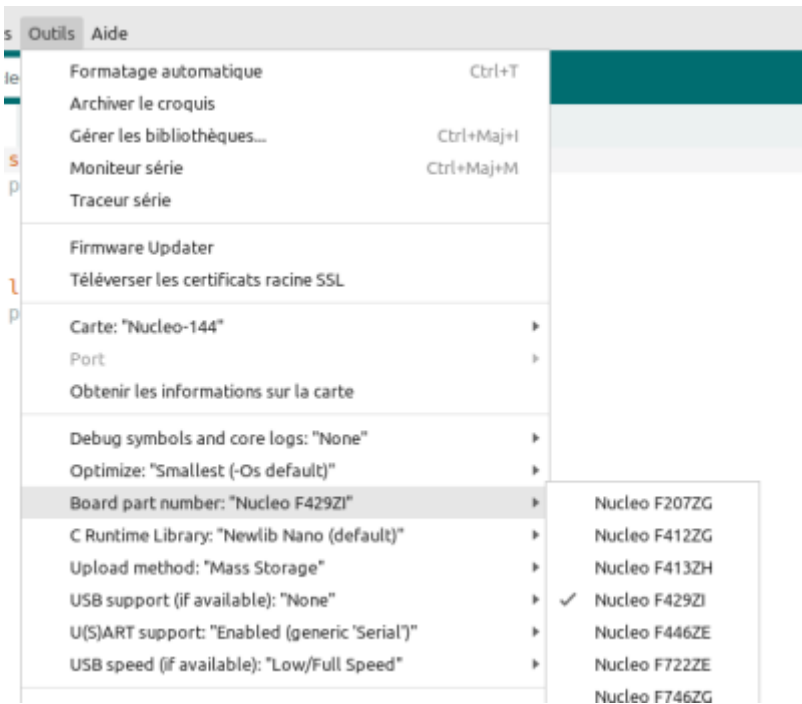 s Outils Aide
de
Formatage automatique Ctrl+T
Archiver le croquis
Gérer les bibliothèques... Ctrl+Maj+I
s
Moniteur série Ctrl+Maj+M
p
Traceur série
Firmware Updater
l
Téléverser les certificats racine SSL
p
Carte: "Nucleo-144"
Port
Obtenir les informations sur la carte
Debug symbols and core logs: "None"
Optimize: "Smallest (-Os default)"
Board part number: "Nucleo F429ZI"
Nucleo F207ZG
C Runtime Library: "Newlib Nano (default)"
Nucleo F412ZG
Upload method: "Mass Storage"
Nucleo F413ZH
USB support (if available): "None"
✓ Nucleo F429ZI
U(S)ART support: "Enabled (generic 'Serial')"
Nucleo F446ZE
USB speed (if available): "Low/Full Speed"
Nucleo F722ZE
Nucleo F746ZG